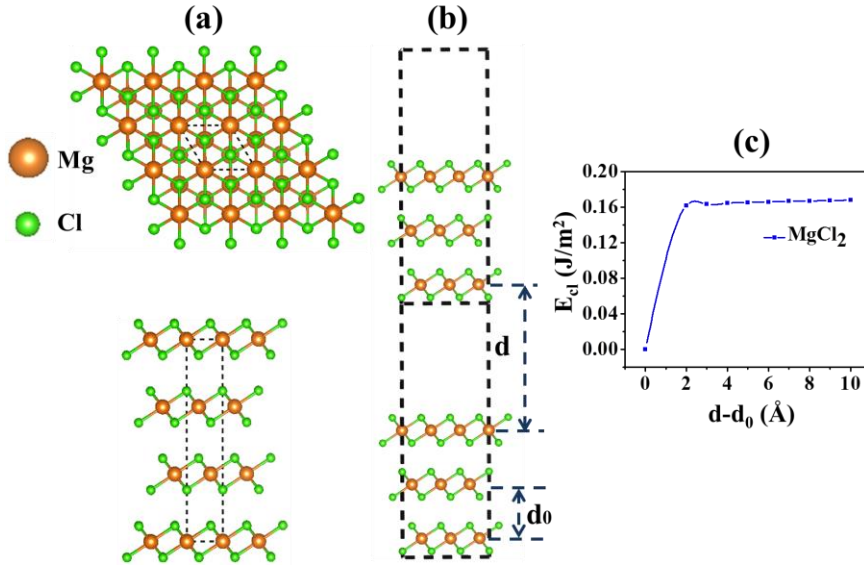 (a)
Mg
Cl
(b)
d
d₀
(c)
E_cl (J/m²)
0.20
0.16
0.12
0.08
0.04
0.00
MgCl₂
0 2 4 6 8 10
d-d₀ (Å)